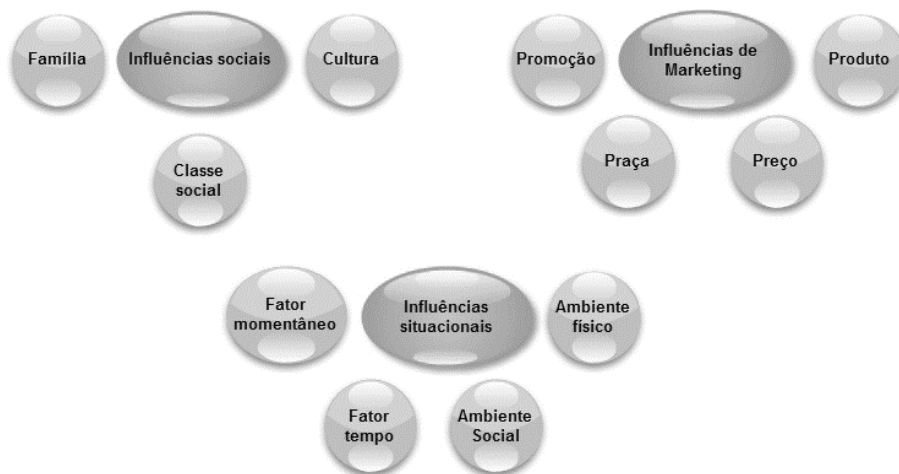 Família
Influências sociais
Cultura
Classe
social
Promoção
Influências de
Marketing
Produto
Praça
Preço
Fator
momentâneo
Influências
situacionais
Ambiente
físico
Fator
tempo
Ambiente
Social